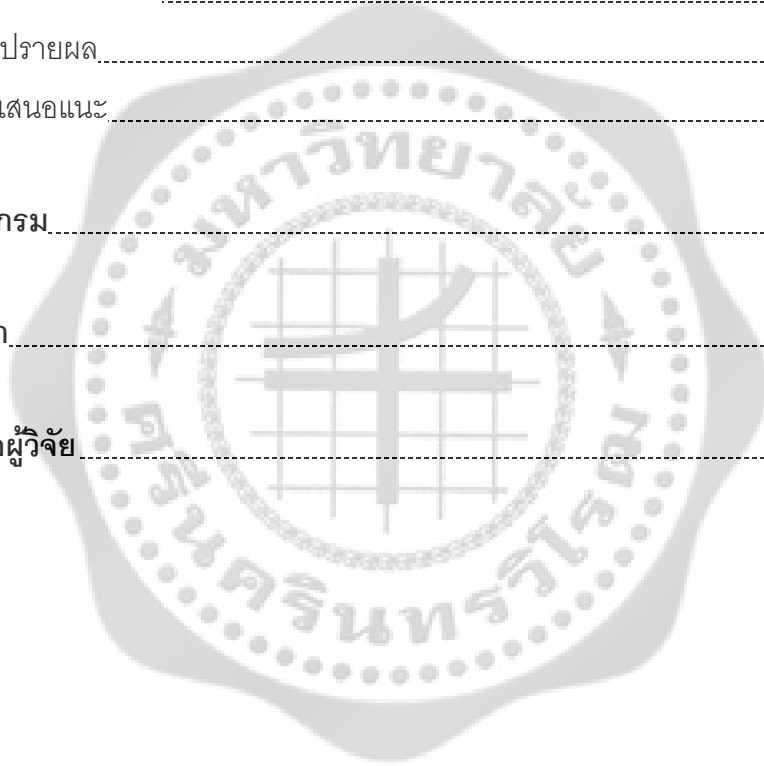 ปรายผล
เสนอแนะ
มหาวิทยาลัย
กรม
ผู้วิจัย
ศรีนครินทรวิโรฒ